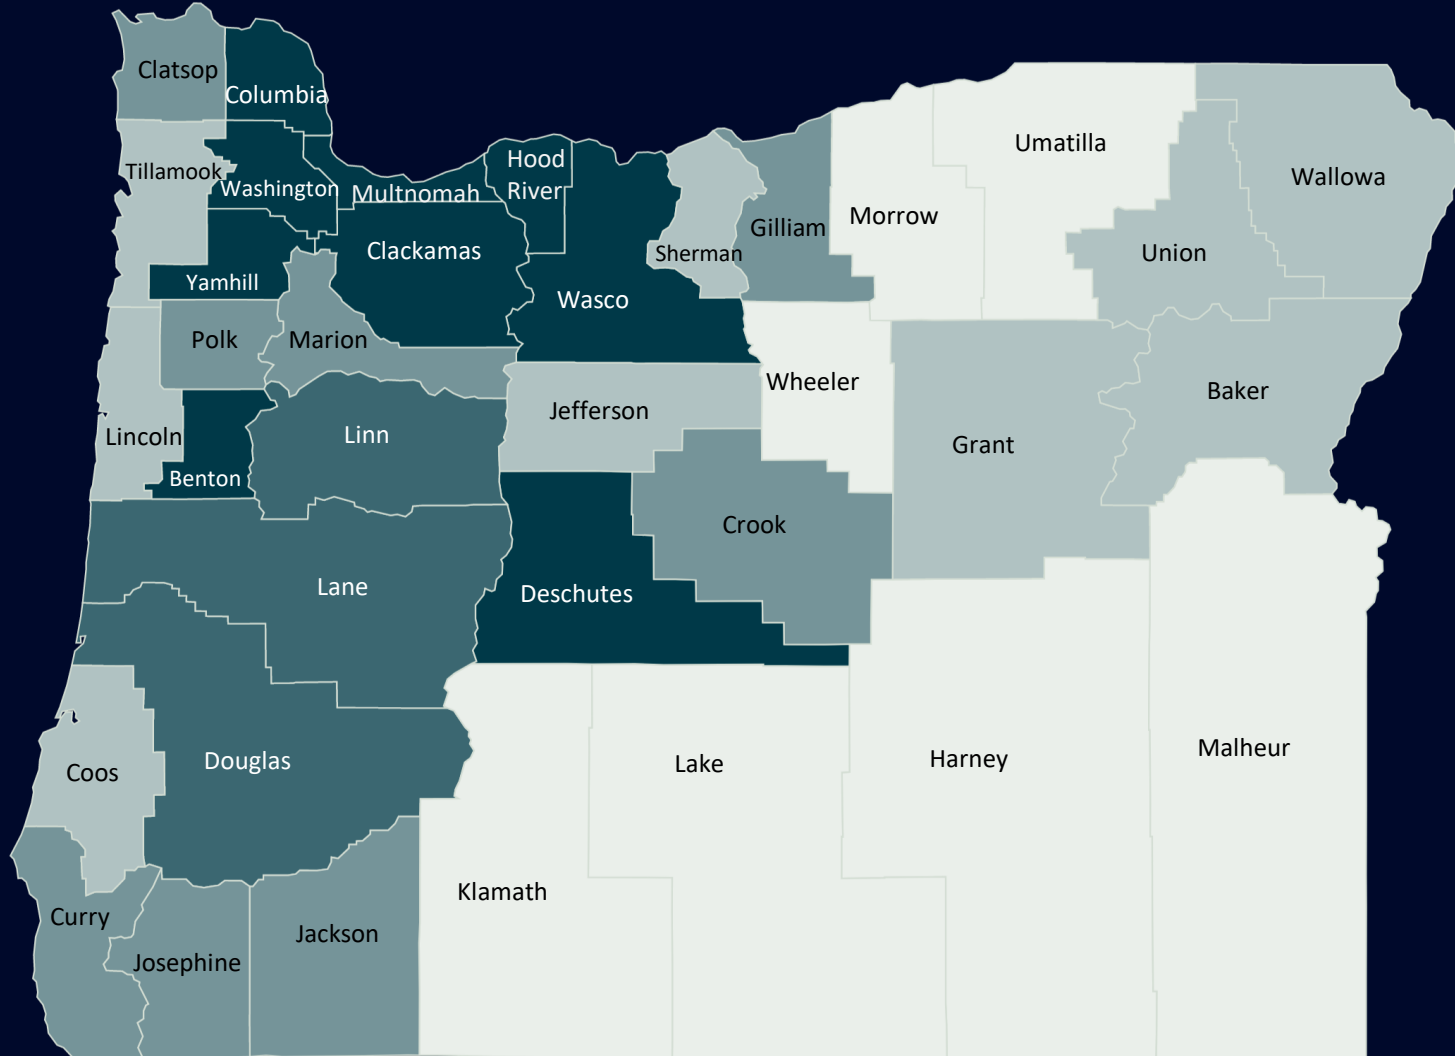 Clatsop
Columbia
Tillamook
Washington
Multnomah
Hood
River
Yamhill
Clackamas
Wasco
Sherman
Gilliam
Morrow
Umatilla
Union
Wallowa
Polk
Marion
Lincoln
Benton
Linn
Jefferson
Wheeler
Grant
Baker
Crook
Lane
Deschutes
Coos
Douglas
Klamath
Lake
Harney
Malheur
Curry
Josephine
Jackson